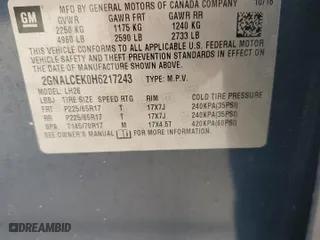 GM MFD BY GENERAL MOTORS OF CANADA COMPANY 10/16
GVWR GAWR FRT GAWR RR
2250 KG 1175 KG 1240 KG
4960 LB 2590 LB 2733 LB
THIS VEHICLE CONFORMS TO ALL APPLICABLE U.S. FEDERAL
MOTOR VEHICLE SAFETY
THEFT PREVENTION STANDARDS IN EFFECT ON THE DATE OF
MANUFACTURE SHOWN ABOVE.
2GNALCEK0H6217243 TYPE: M.P.V.
MODEL: LH26
LBBJ TIRE SIZE SPEED RTG RIM COLD TIRE PRESSURE
FRT P225/65R17 T 17X7J 240KPA(35PSI)
RR P225/65R17 T 17X7J 240KPA(35PSI)
SPA T145/70R17 M 17X4.5T 420KPA(60PSI)
SEE OWNER'S MANUAL FOR ADDITIONAL INFORMATION